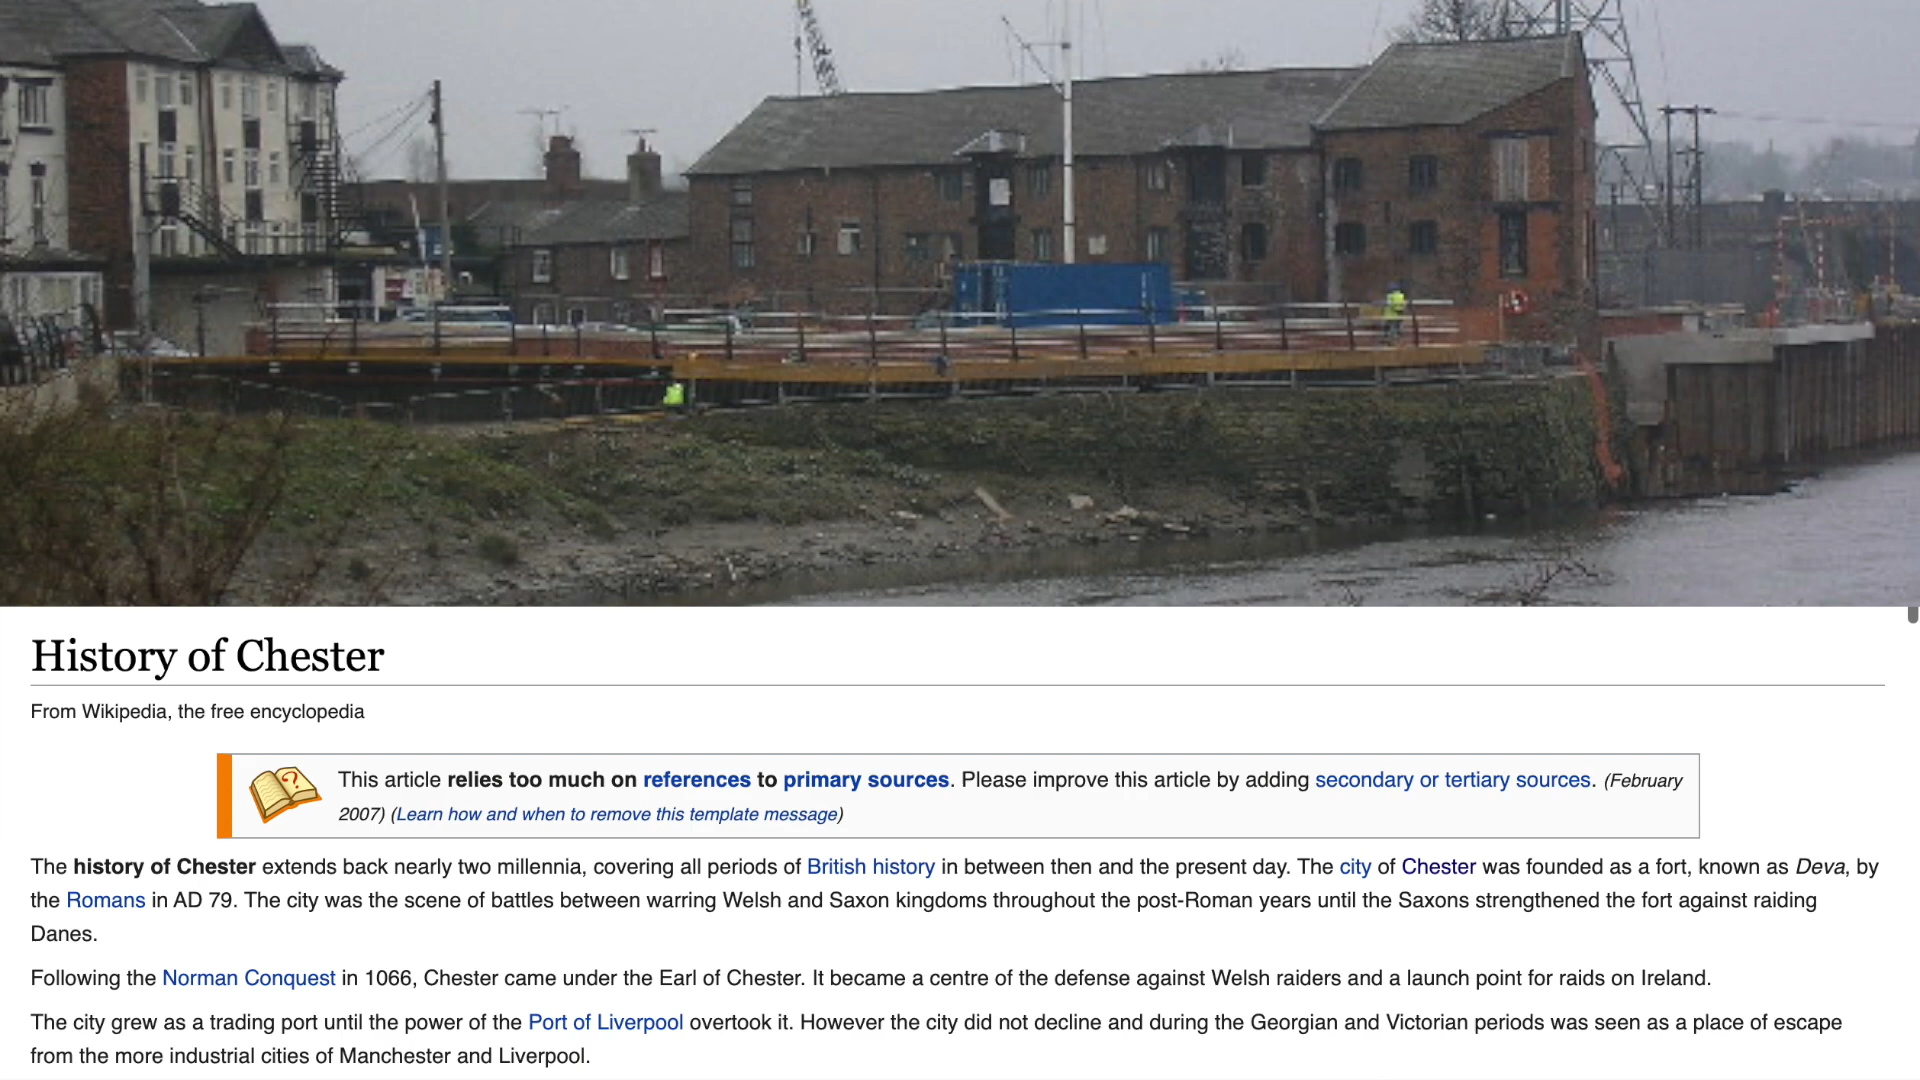 History of Chester
From Wikipedia, the free encyclopedia
This article relies too much on references to primary sources. Please improve this article by adding secondary or tertiary sources. (February
2007) (Learn how and when to remove this template message)
The history of Chester extends back nearly two millennia, covering all periods of British history in between then and the present day. The city of Chester was founded as a fort, known as Deva, by
the Romans in AD 79. The city was the scene of battles between warring Welsh and Saxon kingdoms throughout the post-Roman years until the Saxons strengthened the fort against raiding
Danes.
Following the Norman Conquest in 1066, Chester came under the Earl of Chester. It became a centre of the defense against Welsh raiders and a launch point for raids on Ireland.
The city grew as a trading port until the power of the Port of Liverpool overtook it. However the city did not decline and during the Georgian and Victorian periods was seen as a place of escape
from the more industrial cities of Manchester and Liverpool.